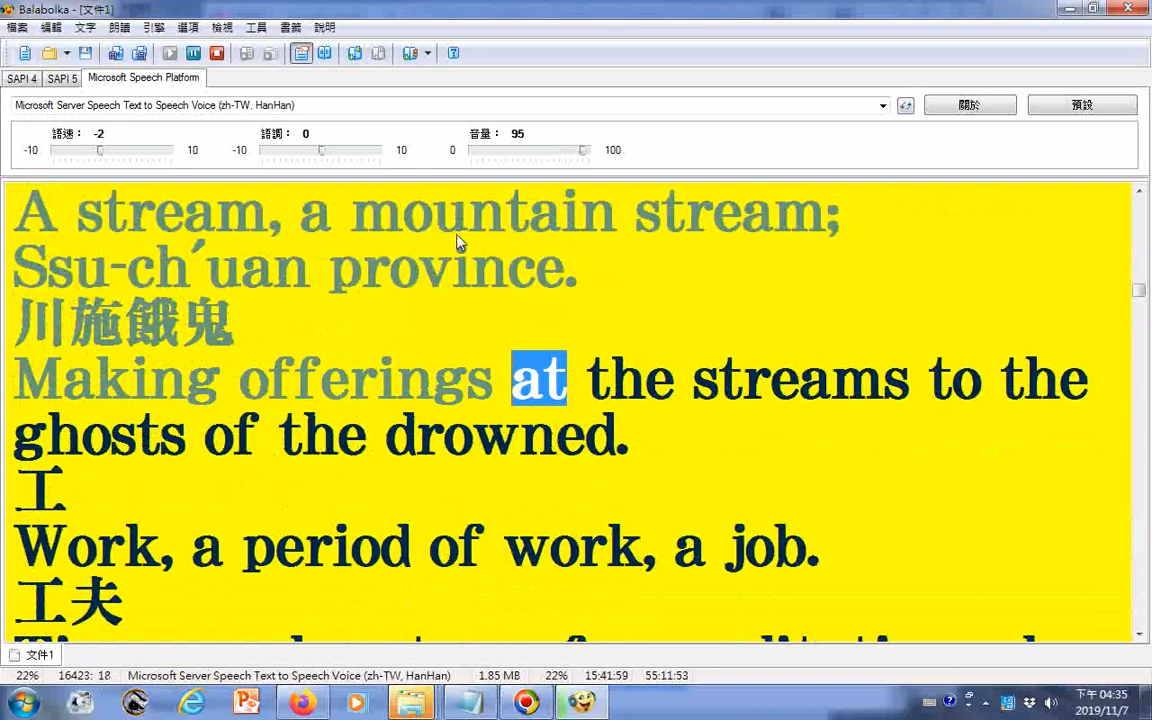 Balabolka - [文件1]
檔案 編輯 文字 朗讀 引擎 選項 檢視 工具 書籤 說明
SAPI 4 SAPI 5 Microsoft Speech Platform
Microsoft Server Speech Text to Speech Voice (zh-TW, HanHan) 關於 預設
語速： -2 語調： 0 音量： 95
-10 10 -10 10 0 100
A stream, a mountain stream;
Ssu-ch´uan province.
川施餓鬼
Making offerings at the streams to the
ghosts of the drowned.
工
Work, a period of work, a job.
工夫
文件1
22% 16423: 18 Microsoft Server Speech Text to Speech Voice (zh-TW, HanHan) 1.85 MB 22% 15:41:59 55:11:53
下午 04:35
2019/11/7